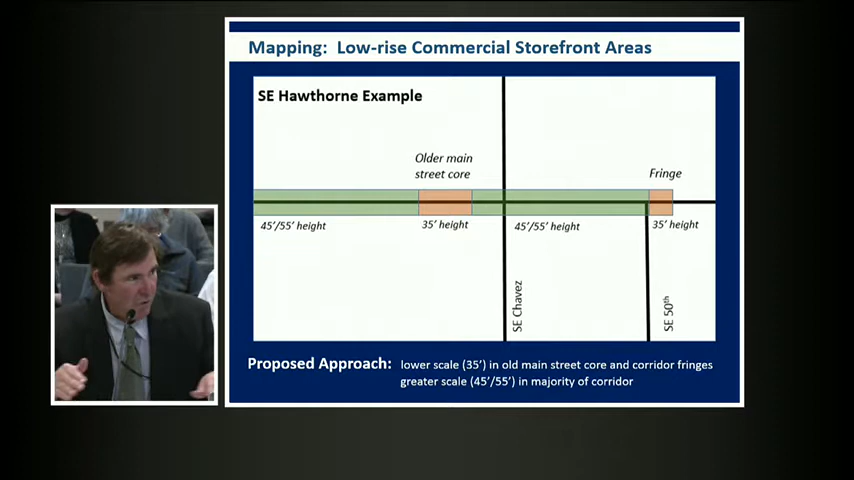 Mapping: Low-rise Commercial Storefront Areas
SE Hawthorne Example
Older main
street core
Fringe
45'/55' height
35' height
45'/55' height
35' height
SE Chavez
SE 50th
Proposed Approach: lower scale (35') in old main street core and corridor fringes
greater scale (45'/55') in majority of corridor